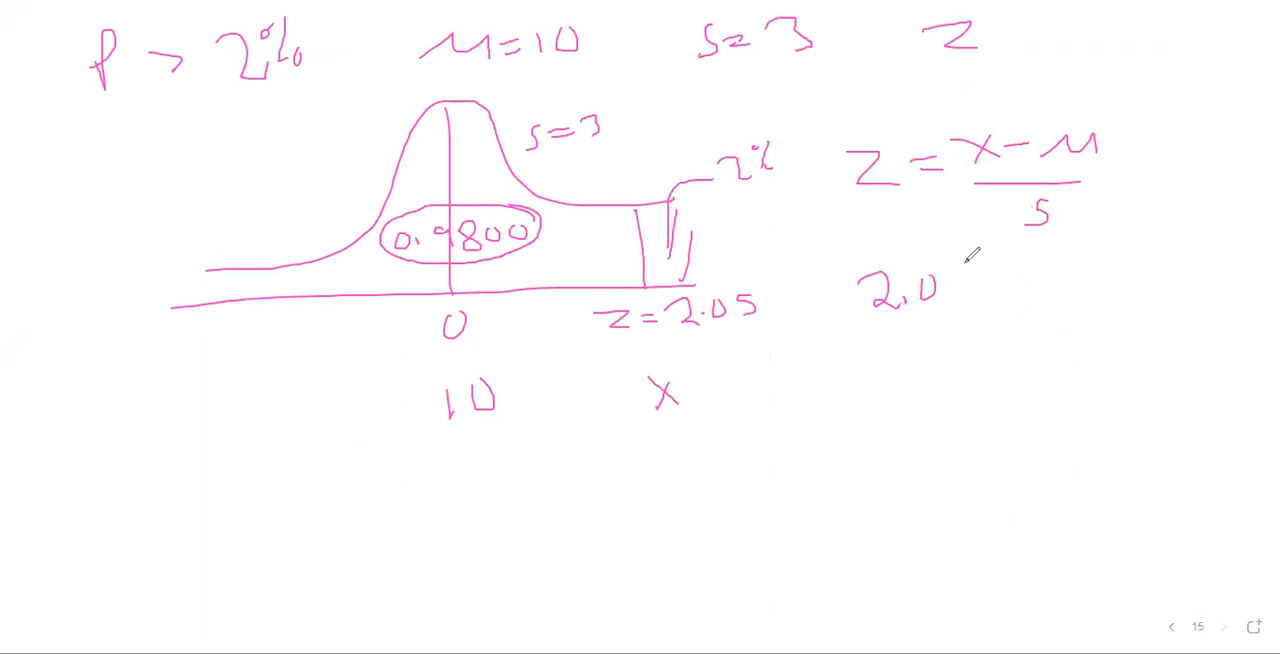 P > 2% μ=10 s=3 Z
s=3
2%
Z = x-μ
s
0.9800
2.0
0 Z=2.05
10 x
15